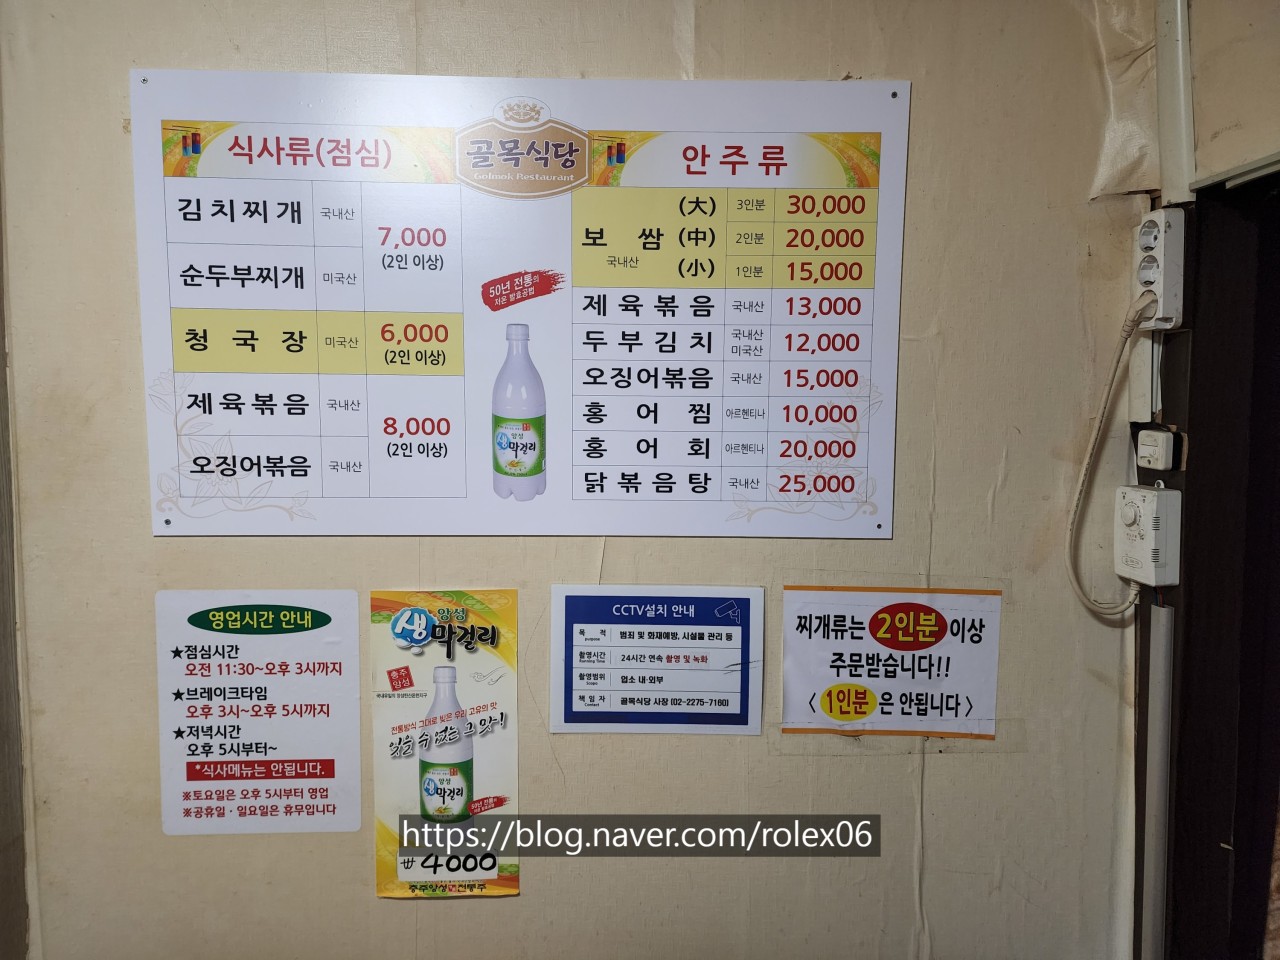 골목식당
Golmok Restaurant
식사류(점심)
김치찌개 국내산 7,000
(2인 이상)
순두부찌개 미국산
청국장 미국산 6,000
(2인 이상)
제육볶음 국내산 8,000
(2인 이상)
오징어볶음 국내산
50년 전통의
저온 발효공법
앙성
생막걸리
안주류
보쌈 국내산
(大) 3인분 30,000
(中) 2인분 20,000
(小) 1인분 15,000
제육볶음 국내산 13,000
두부김치 국내산 미국산 12,000
오징어볶음 국내산 15,000
홍어찜 아르헨티나 10,000
홍어회 아르헨티나 20,000
닭볶음탕 국내산 25,000
영업시간 안내
★점심시간
오전 11:30~오후 3시까지
★브레이크타임
오후 3시~오후 5시까지
★저녁시간
오후 5시부터~
*식사메뉴는 안됩니다.
※토요일은 오후 5시부터 영업
※공휴일·일요일은 휴무입니다
앙성
생막걸리
충주
앙성
전통방식 그대로 빚은 우리 고유의 맛
잊을 수 없는 그 맛!
앙성
생막걸리
50년 전통의
₩4000
충주앙성전통주
CCTV설치 안내
목적 purpose 범죄 및 화재예방, 시설물 관리 등
촬영시간 Running Time 24시간 연속 촬영 및 녹화
촬영범위 Scope 업소 내·외부
책임자 Contact 골목식당 사장 (02-2275-7160)
찌개류는 2인분 이상
주문받습니다!!
< 1인분 은 안됩니다 >
https://blog.naver.com/rolex06